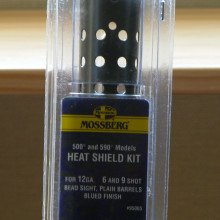 MOSSBERG
500® and 590® Models
HEAT SHIELD KIT
FOR 12GA. 6 AND 9 SHOT
BEAD SIGHT, PLAIN BARRELS
BLUED FINISH